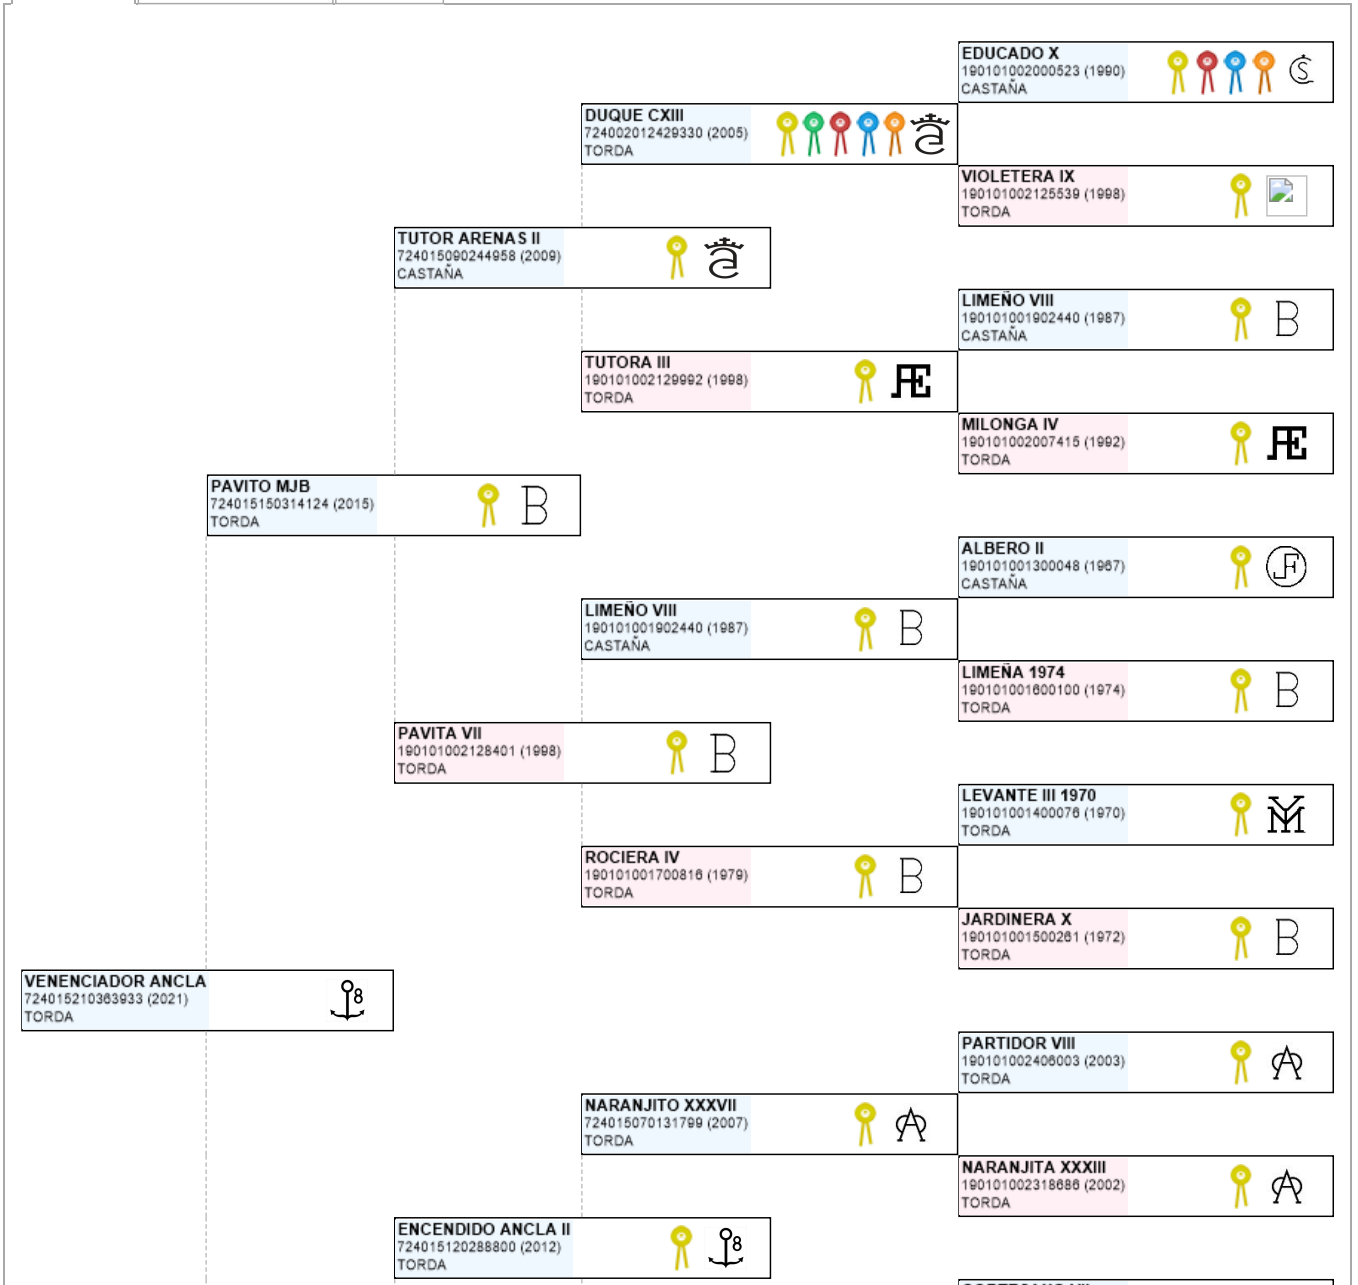 EDUCADO X
190101002000523 (1990)
CASTAÑA
DUQUE CXIII
724002012429330 (2005)
TORDA
VIOLETERA IX
190101002125539 (1998)
TORDA
TUTOR ARENAS II
724015090244958 (2009)
CASTAÑA
LIMEÑO VIII
190101001902440 (1987)
CASTAÑA
TUTORA III
190101002129992 (1998)
TORDA
MILONGA IV
190101002007415 (1992)
TORDA
PAVITO MJB
724015150314124 (2015)
TORDA
B
ALBERO II
190101001300048 (1967)
CASTAÑA
LIMEÑO VIII
190101001902440 (1987)
CASTAÑA
B
LIMEÑA 1974
190101001600100 (1974)
TORDA
B
PAVITA VII
190101002128401 (1998)
TORDA
B
LEVANTE III 1970
190101001400076 (1970)
TORDA
ROCIERA IV
190101001700816 (1979)
TORDA
B
JARDINERA X
190101001500261 (1972)
TORDA
B
VENENCIADOR ANCLA
724015210363933 (2021)
TORDA
8
PARTIDOR VIII
190101002406003 (2003)
TORDA
NARANJITO XXXVII
724015070131799 (2007)
TORDA
NARANJITA XXXIII
190101002318686 (2002)
TORDA
ENCENDIDO ANCLA II
724015120288800 (2012)
TORDA
8